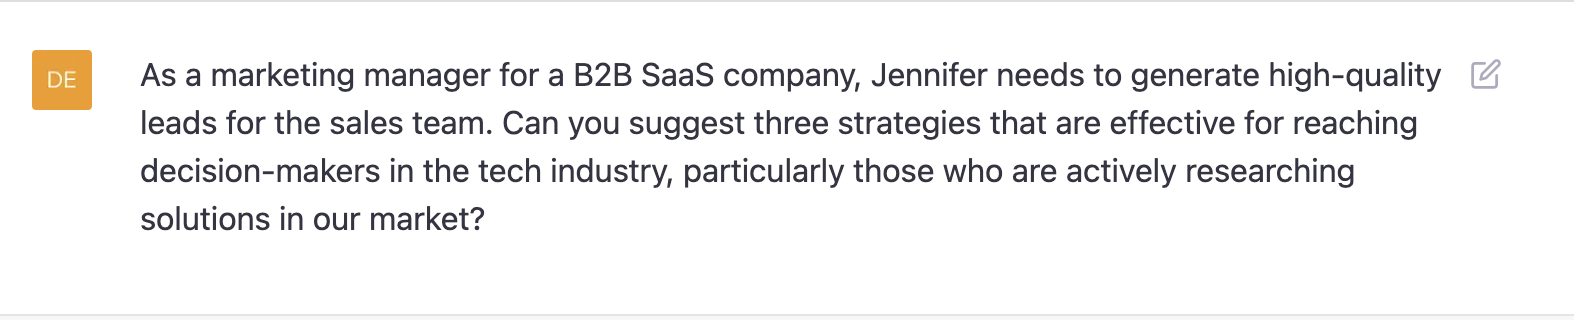 DE
As a marketing manager for a B2B SaaS company, Jennifer needs to generate high-quality
leads for the sales team. Can you suggest three strategies that are effective for reaching
decision-makers in the tech industry, particularly those who are actively researching
solutions in our market?